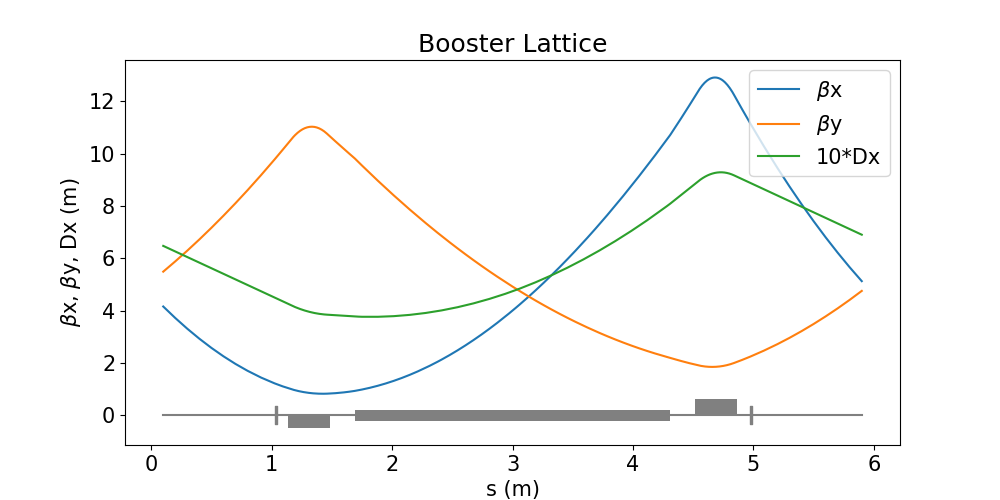 Booster Lattice
βx, βy, Dx (m)
12
10
8
6
4
2
0
βx
βy
10*Dx
0 1 2 3 4 5 6
s (m)